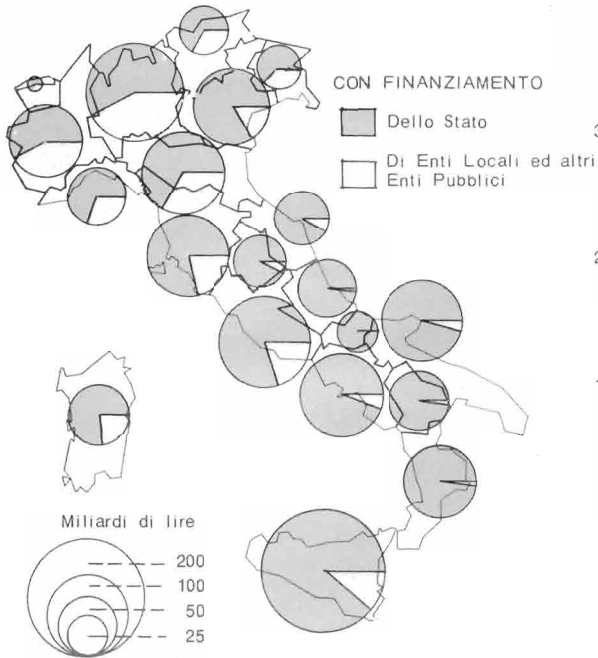 CON FINANZIAMENTO
Dello Stato
Di Enti Locali ed altri
Enti Pubblici
Miliardi di lire
200
100
50
25